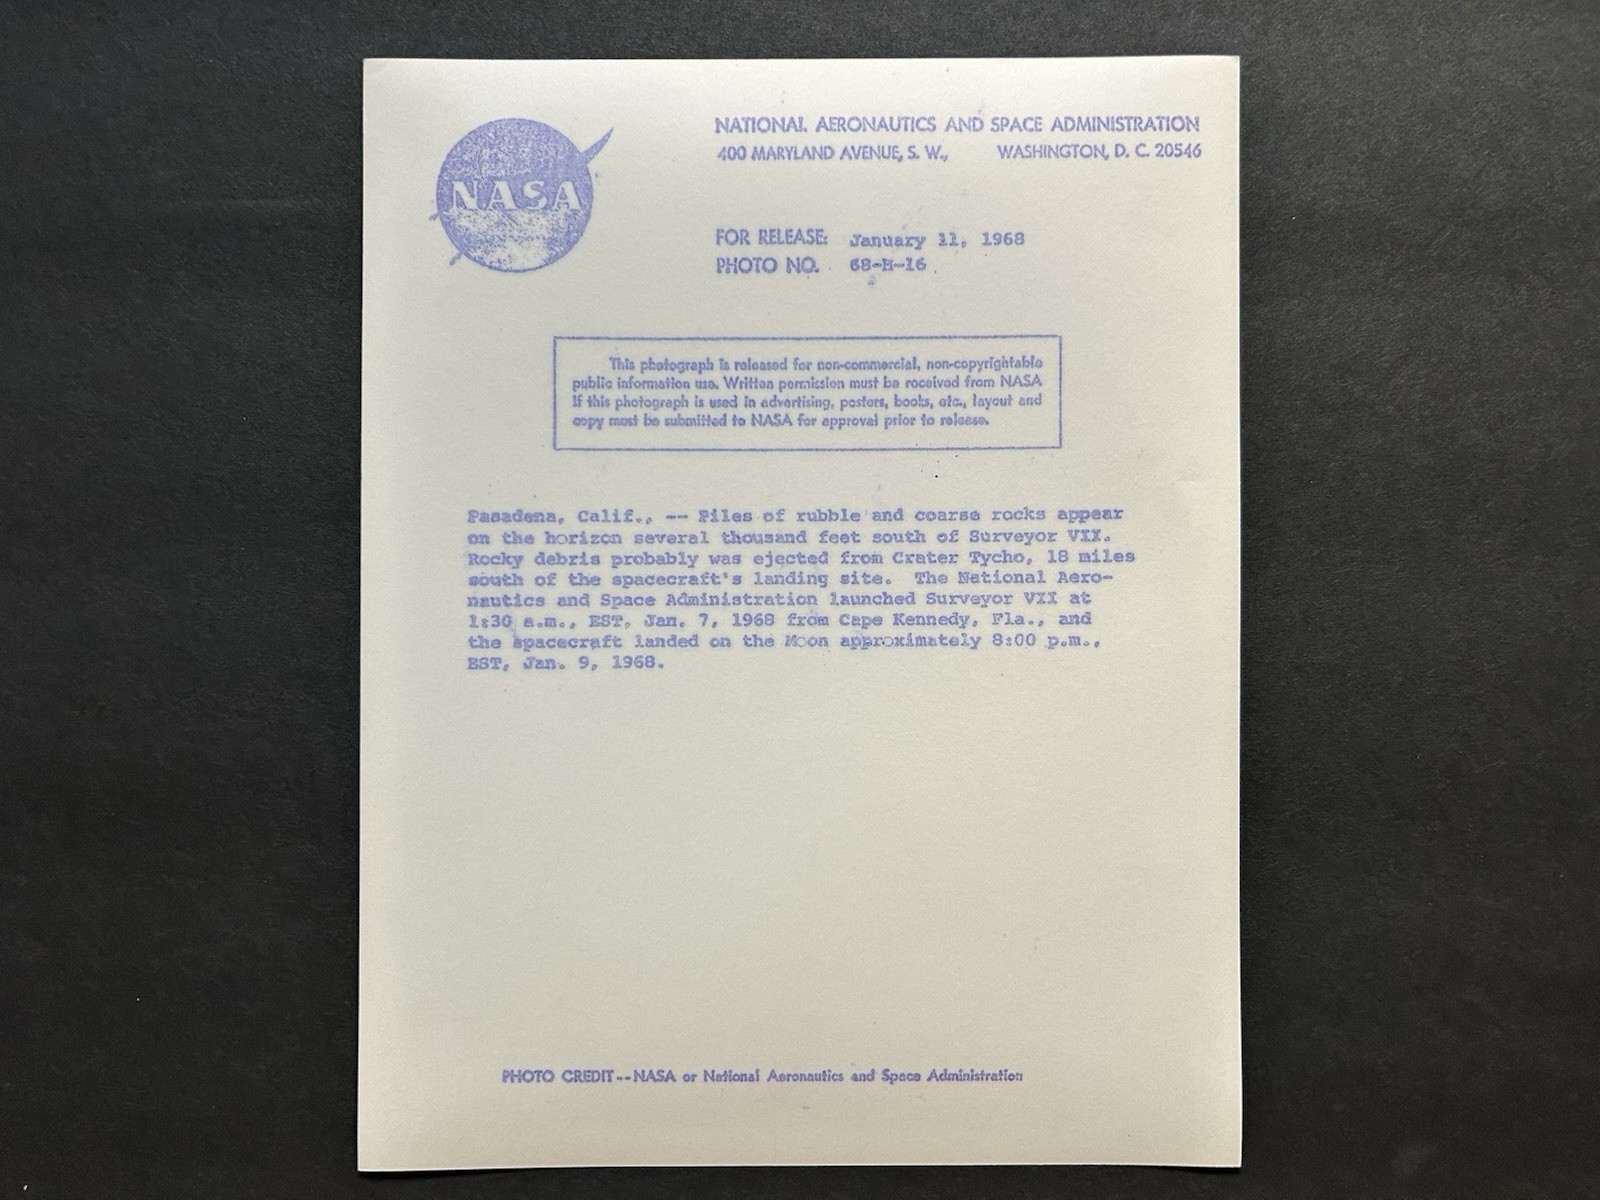 NASA
NATIONAL AERONAUTICS AND SPACE ADMINISTRATION
400 MARYLAND AVENUE, S. W., WASHINGTON, D. C. 20546
FOR RELEASE: January 11, 1968
PHOTO NO. 68-H-16
This photograph is released for non-commercial, non-copyrightable
public information use. Written permission must be received from NASA
If this photograph is used in advertising, posters, books, etc., layout and
copy must be submitted to NASA for approval prior to release.
Pasadena, Calif., -- Piles of rubble and coarse rocks appear
on the horizon several thousand feet south of Surveyor VII.
Rocky debris probably was ejected from Crater Tycho, 18 miles
south of the spacecraft's landing site. The National Aero-
nautics and Space Administration launched Surveyor VII at
1:30 a.m., EST, Jan. 7, 1968 from Cape Kennedy, Fla., and
the spacecraft landed on the Moon approximately 8:00 p.m.,
EST, Jan. 9, 1968.
PHOTO CREDIT--NASA or National Aeronautics and Space Administration